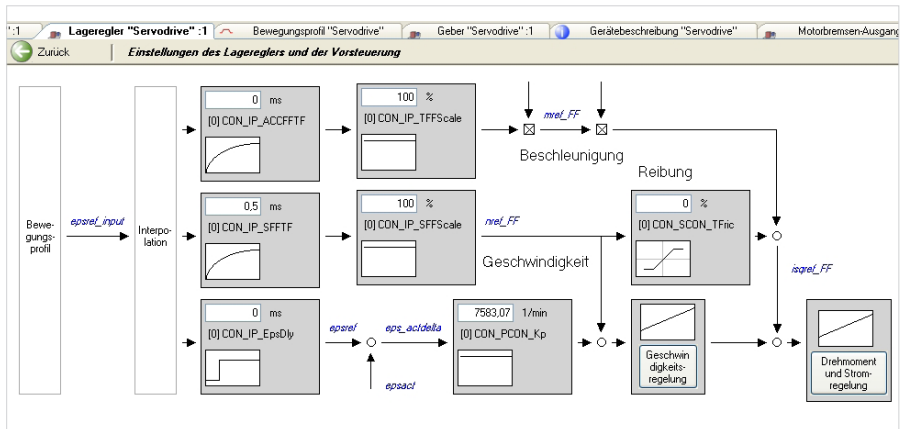 ":1
Lageregler "Servodrive" :1
Bewegungsprofil "Servodrive"
Geber "Servodrive":1
Gerätebeschreibung "Servodrive"
Motorbremsen-Ausgang
Zurück
Einstellungen des Lagereglers und der Vorsteuerung
0 ms
[0] CON_IP_ACCFFTF
100 %
[0] CON_IP_TFFScale
mref_FF
Beschleunigung
Reibung
Bewe-
gungs-
profil
epsref_input
Interpo-
lation
0,5 ms
[0] CON_IP_SFFTF
100 %
[0] CON_IP_SFFScale
nref_FF
Geschwindigkeit
0 %
[0] CON_SCON_TFric
isqref_FF
0 ms
[0] CON_IP_EpsDly
epsref
eps_actdelta
epsact
7583,07 1/min
[0] CON_PCON_Kp
Geschwin
digkeits-
regelung
Drehmoment
und Strom-
regelung